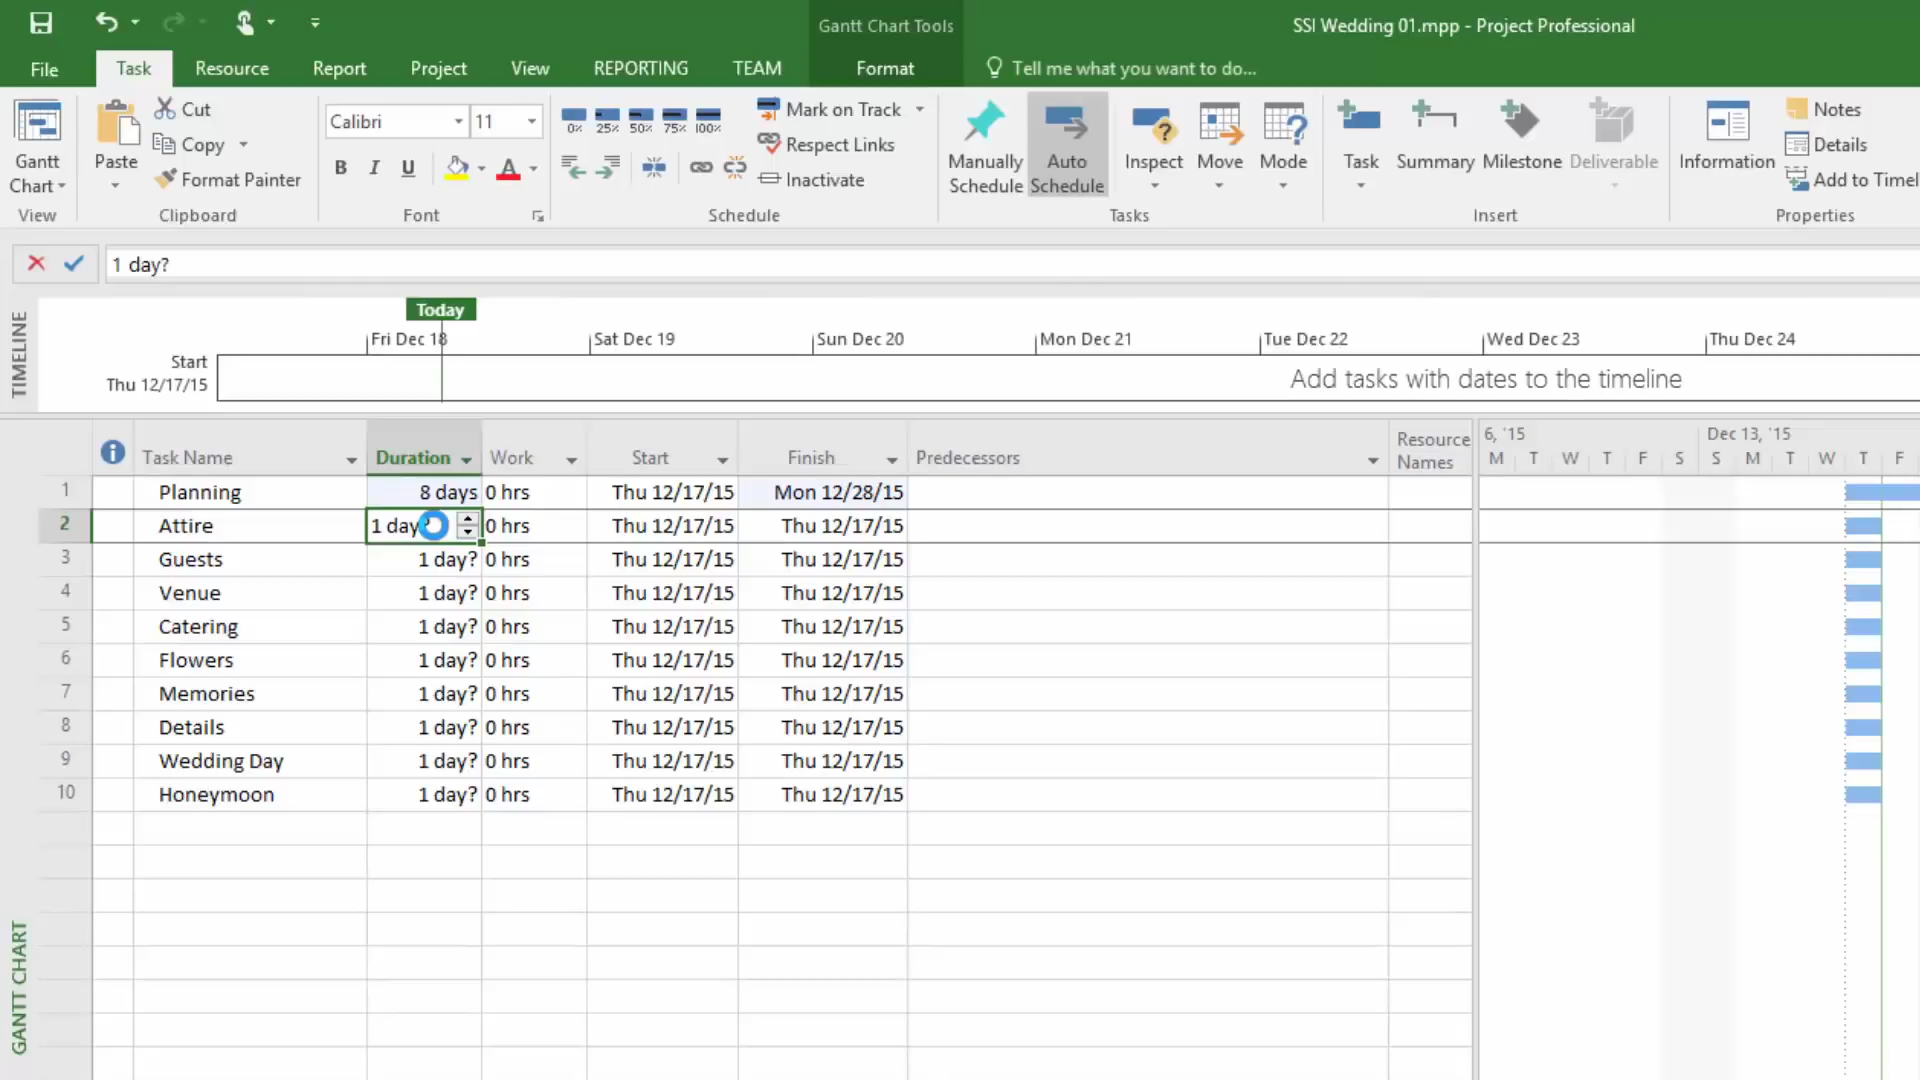 Gantt Chart Tools
SSI Wedding 01.mpp - Project Professional
File Task Resource Report Project View REPORTING TEAM Format Tell me what you want to do...
Gantt
Chart
View
Paste
Cut
Copy
Format Painter
Clipboard
Calibri 11
B I U A
Font
0% 25% 50% 75% 100%
Mark on Track
Respect Links
Inactivate
Schedule
Manually
Schedule
Auto
Schedule
Inspect
Move
Mode
Tasks
Task
Summary
Milestone
Deliverable
Insert
Information
Notes
Details
Add to Timel
Properties
1 day?
TIMELINE
Today
Fri Dec 18 Sat Dec 19 Sun Dec 20 Mon Dec 21 Tue Dec 22 Wed Dec 23 Thu Dec 24
Start
Thu 12/17/15
Add tasks with dates to the timeline
GANTT CHART
Task Name Duration Work Start Finish Predecessors
Resource
Names
6, '15 Dec 13, '15
M T W T F S S M T W T F
1 Planning 8 days 0 hrs Thu 12/17/15 Mon 12/28/15
2 Attire 1 day? 0 hrs Thu 12/17/15 Thu 12/17/15
3 Guests 1 day? 0 hrs Thu 12/17/15 Thu 12/17/15
4 Venue 1 day? 0 hrs Thu 12/17/15 Thu 12/17/15
5 Catering 1 day? 0 hrs Thu 12/17/15 Thu 12/17/15
6 Flowers 1 day? 0 hrs Thu 12/17/15 Thu 12/17/15
7 Memories 1 day? 0 hrs Thu 12/17/15 Thu 12/17/15
8 Details 1 day? 0 hrs Thu 12/17/15 Thu 12/17/15
9 Wedding Day 1 day? 0 hrs Thu 12/17/15 Thu 12/17/15
10 Honeymoon 1 day? 0 hrs Thu 12/17/15 Thu 12/17/15